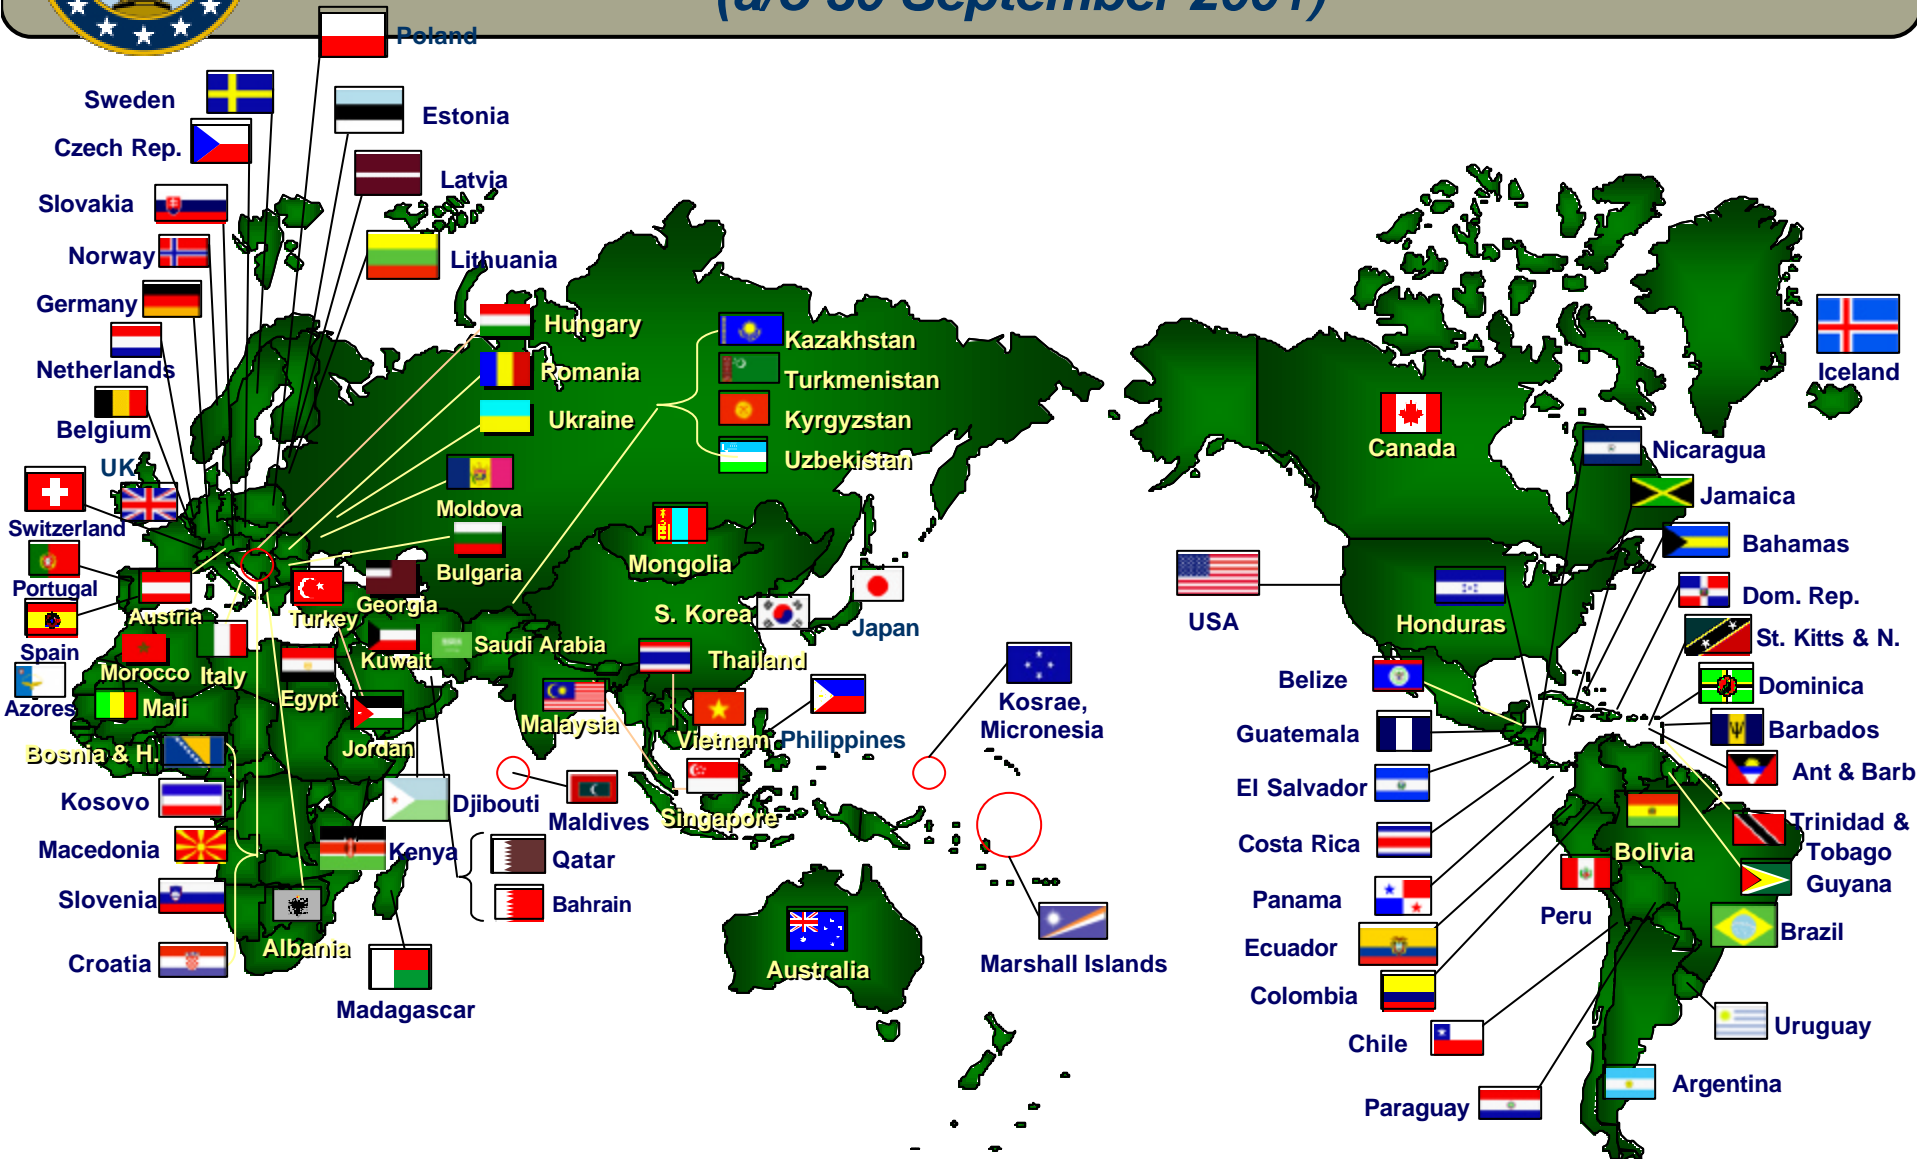 (a/o 30 September 2001)
Poland
Sweden
Estonia
Czech Rep.
Latvia
Slovakia
Norway
Lithuania
Germany
Hungary
Kazakhstan
Netherlands
Romania
Turkmenistan
Iceland
Belgium
Ukraine
Kyrgyzstan
UK
Uzbekistan
Canada
Nicaragua
Switzerland
Moldova
Jamaica
Portugal
Bulgaria
Mongolia
Bahamas
Austria
Turkey
Georgia
S. Korea
Japan
USA
Honduras
Dom. Rep.
Spain
Morocco
Italy
Kuwait
Saudi Arabia
Thailand
St. Kitts & N.
Azores
Mali
Egypt
Malaysia
Kosrae,
Micronesia
Belize
Dominica
Bosnia & H.
Jordan
Vietnam
Philippines
Guatemala
Barbados
Kosovo
Djibouti
Maldives
Singapore
El Salvador
Ant & Barb
Macedonia
Kenya
Qatar
Costa Rica
Bolivia
Trinidad &
Tobago
Slovenia
Bahrain
Panama
Peru
Guyana
Albania
Ecuador
Brazil
Croatia
Australia
Marshall Islands
Colombia
Madagascar
Chile
Uruguay
Paraguay
Argentina